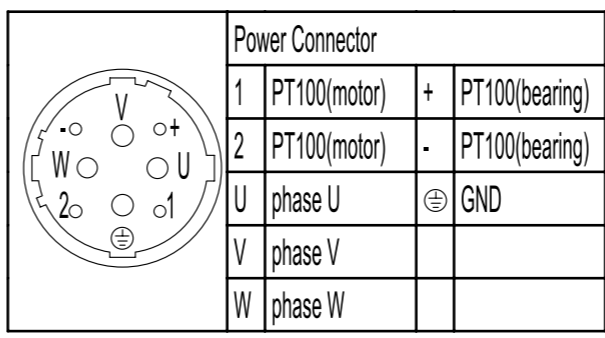 Power Connector
1 PT100(motor) + PT100(bearing)
2 PT100(motor) - PT100(bearing)
U phase U ⏚ GND
V phase V
W phase W
V
- +
W U
2 1
⏚